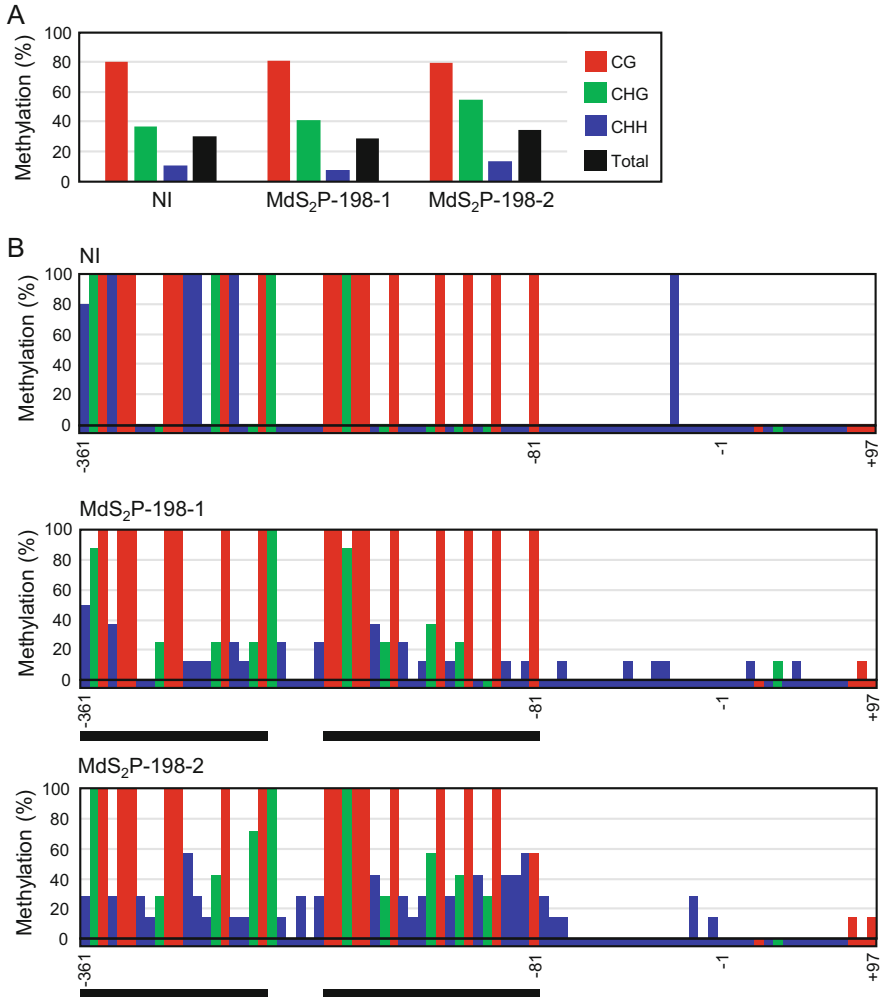 A
Methylation (%)
100
80
60
40
20
0
NI
MdS₂P-198-1
MdS₂P-198-2
CG
CHG
CHH
Total
B
NI
Methylation (%)
100
80
60
40
20
0
-361
-81
-1
+97
MdS₂P-198-1
Methylation (%)
100
80
60
40
20
0
-361
-81
-1
+97
MdS₂P-198-2
Methylation (%)
100
80
60
40
20
0
-361
-81
-1
+97